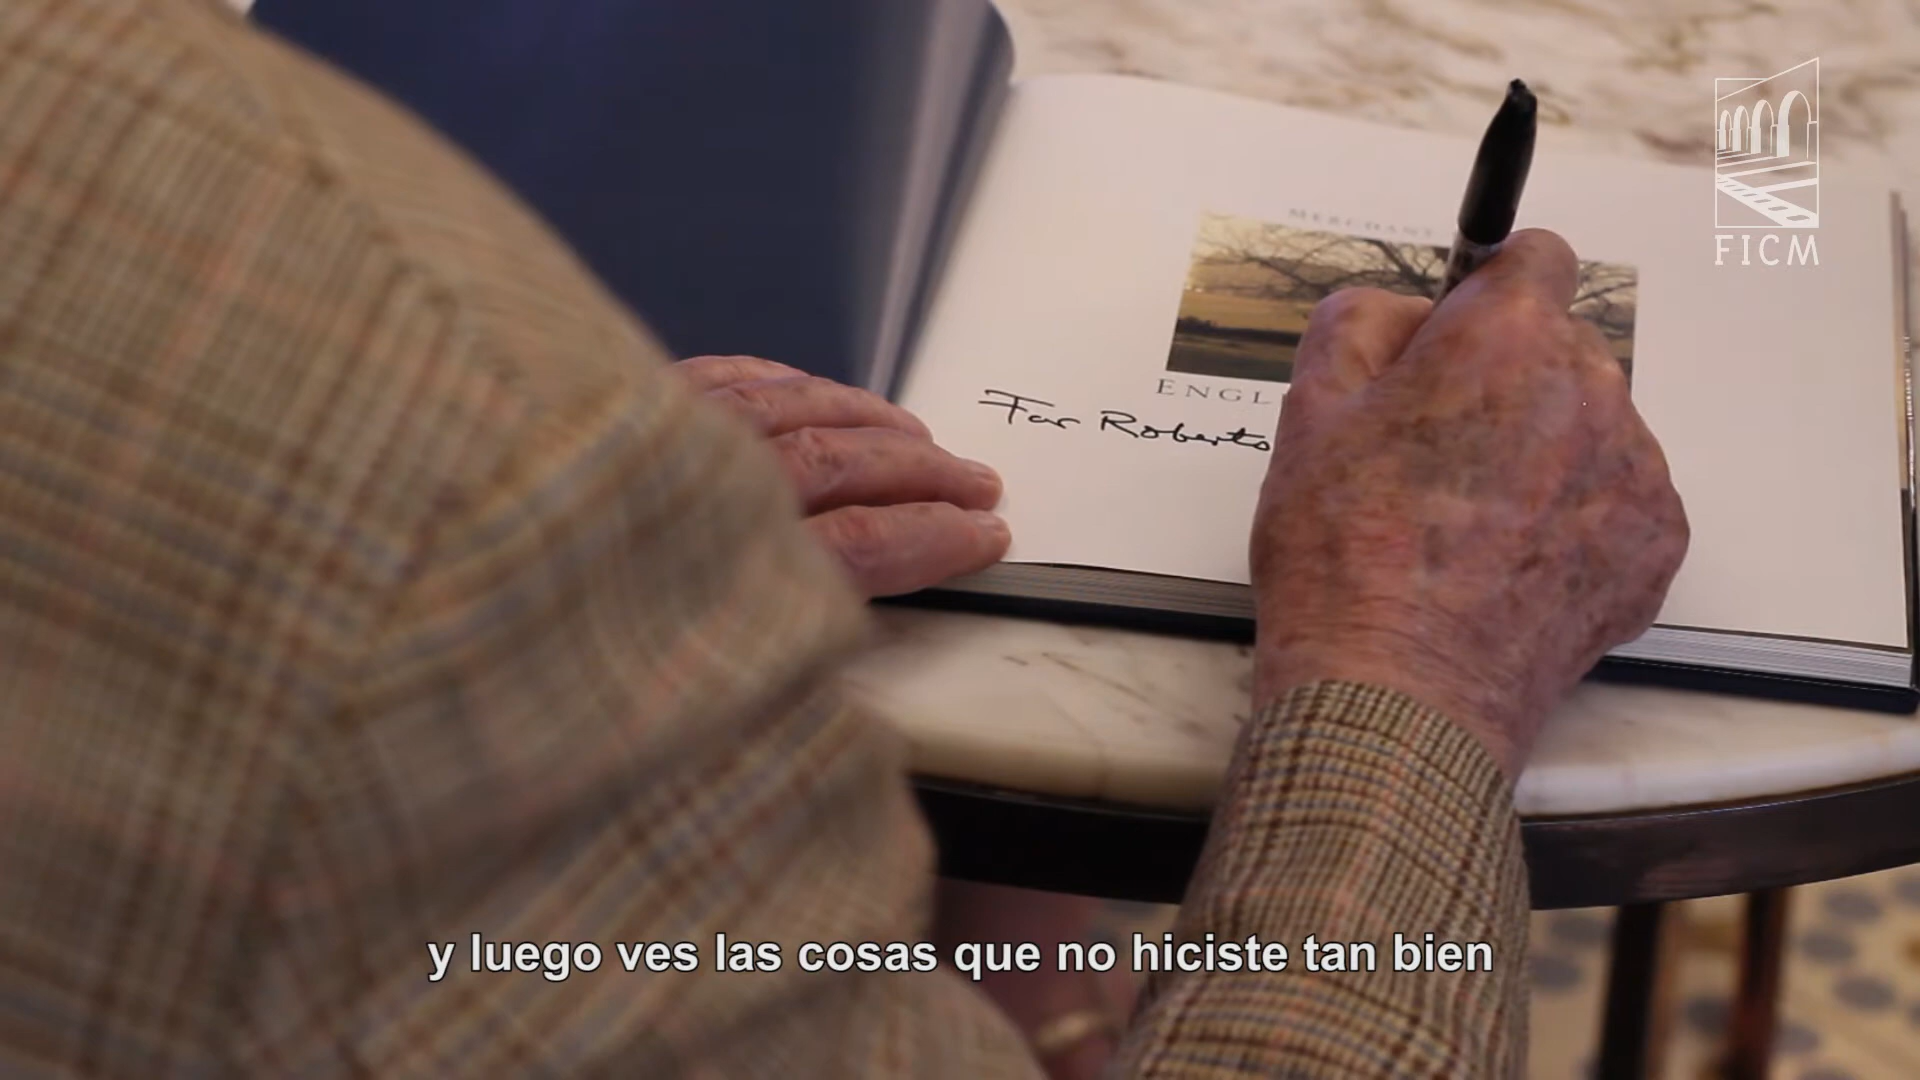 MERCHANT
FICM
ENGL
For Roberto
y luego ves las cosas que no hiciste tan bien